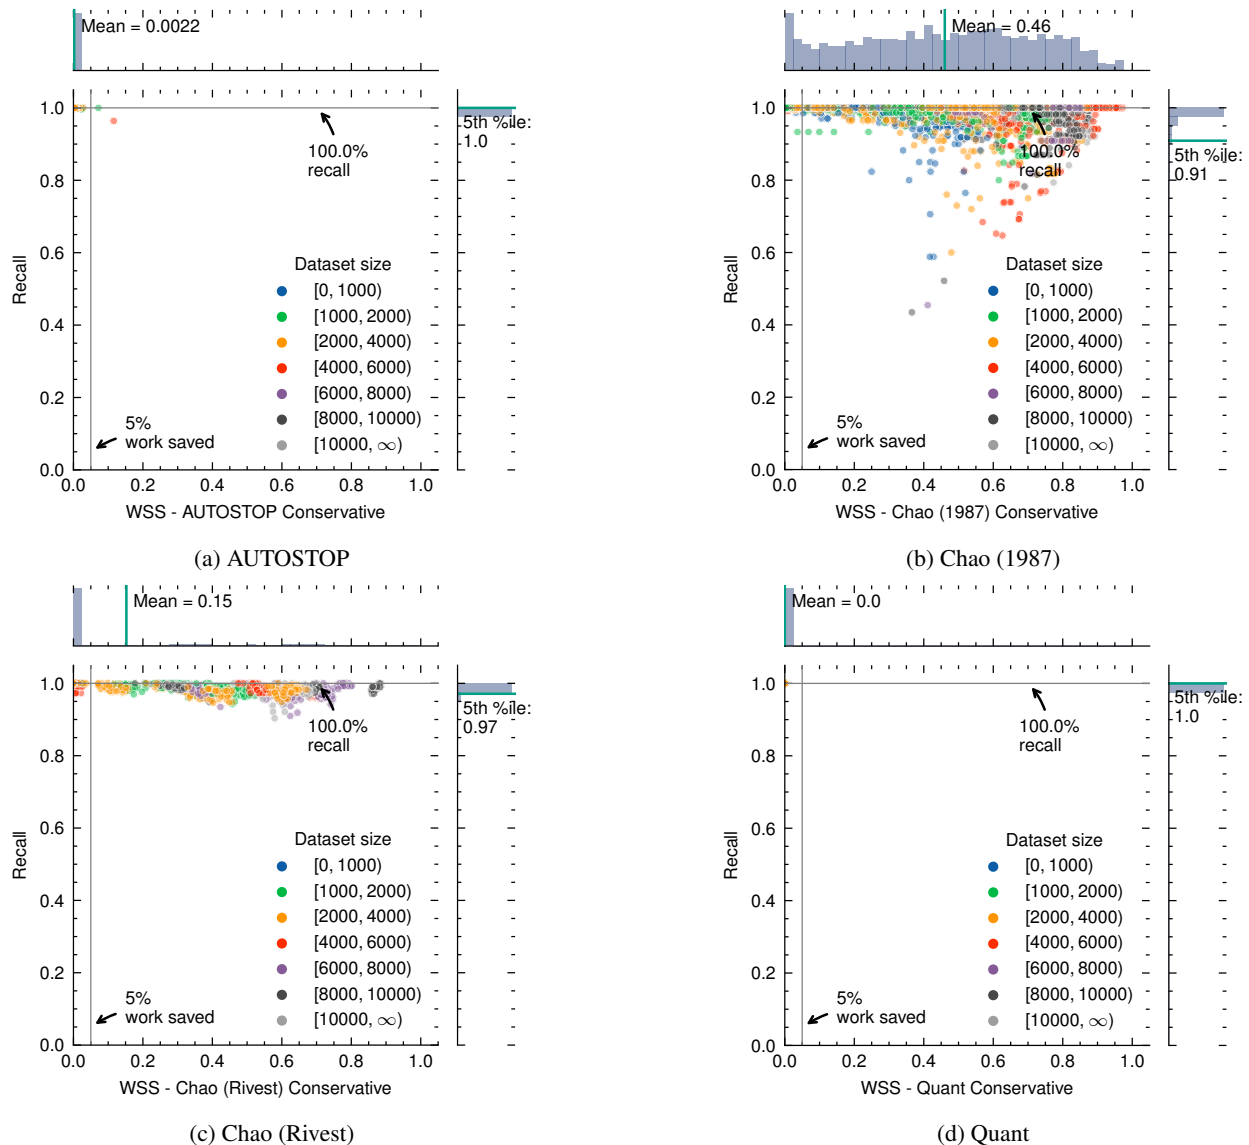 Mean = 0.0022
1.0
0.8
0.6
0.4
0.2
0.0
Recall
100.0%
recall
5th %ile:
1.0
Dataset size
[0, 1000)
[1000, 2000)
[2000, 4000)
[4000, 6000)
[6000, 8000)
[8000, 10000)
[10000, ∞)
5%
work saved
0.0 0.2 0.4 0.6 0.8 1.0
WSS - AUTOSTOP Conservative
(a) AUTOSTOP
Mean = 0.46
1.0
0.8
0.6
0.4
0.2
0.0
Recall
100.0%
recall
5th %ile:
0.91
Dataset size
[0, 1000)
[1000, 2000)
[2000, 4000)
[4000, 6000)
[6000, 8000)
[8000, 10000)
[10000, ∞)
5%
work saved
0.0 0.2 0.4 0.6 0.8 1.0
WSS - Chao (1987) Conservative
(b) Chao (1987)
Mean = 0.15
1.0
0.8
0.6
0.4
0.2
0.0
Recall
100.0%
recall
5th %ile:
0.97
Dataset size
[0, 1000)
[1000, 2000)
[2000, 4000)
[4000, 6000)
[6000, 8000)
[8000, 10000)
[10000, ∞)
5%
work saved
0.0 0.2 0.4 0.6 0.8 1.0
WSS - Chao (Rivest) Conservative
(c) Chao (Rivest)
Mean = 0.0
1.0
0.8
0.6
0.4
0.2
0.0
Recall
100.0%
recall
5th %ile:
1.0
Dataset size
[0, 1000)
[1000, 2000)
[2000, 4000)
[4000, 6000)
[6000, 8000)
[8000, 10000)
[10000, ∞)
5%
work saved
0.0 0.2 0.4 0.6 0.8 1.0
WSS - Quant Conservative
(d) Quant